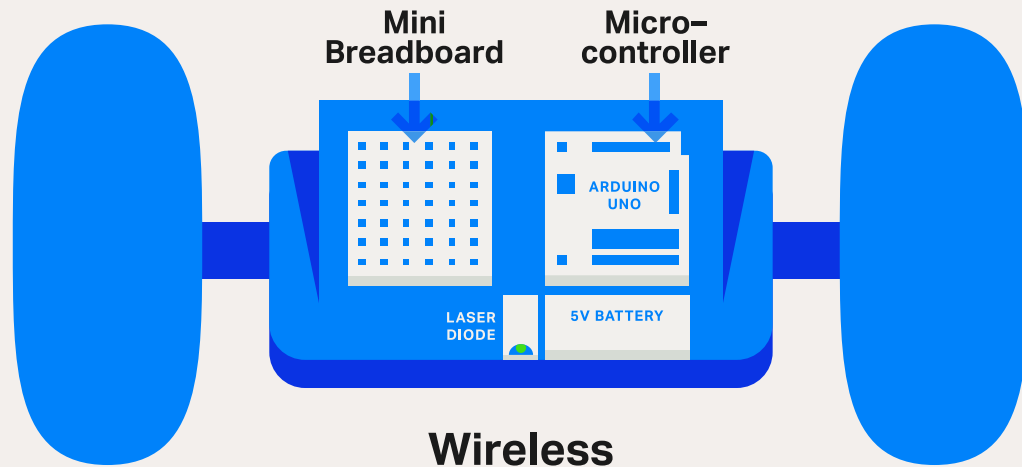 Mini
Breadboard
Micro–
controller
ARDUINO
UNO
LASER
DIODE
5V BATTERY
Wireless